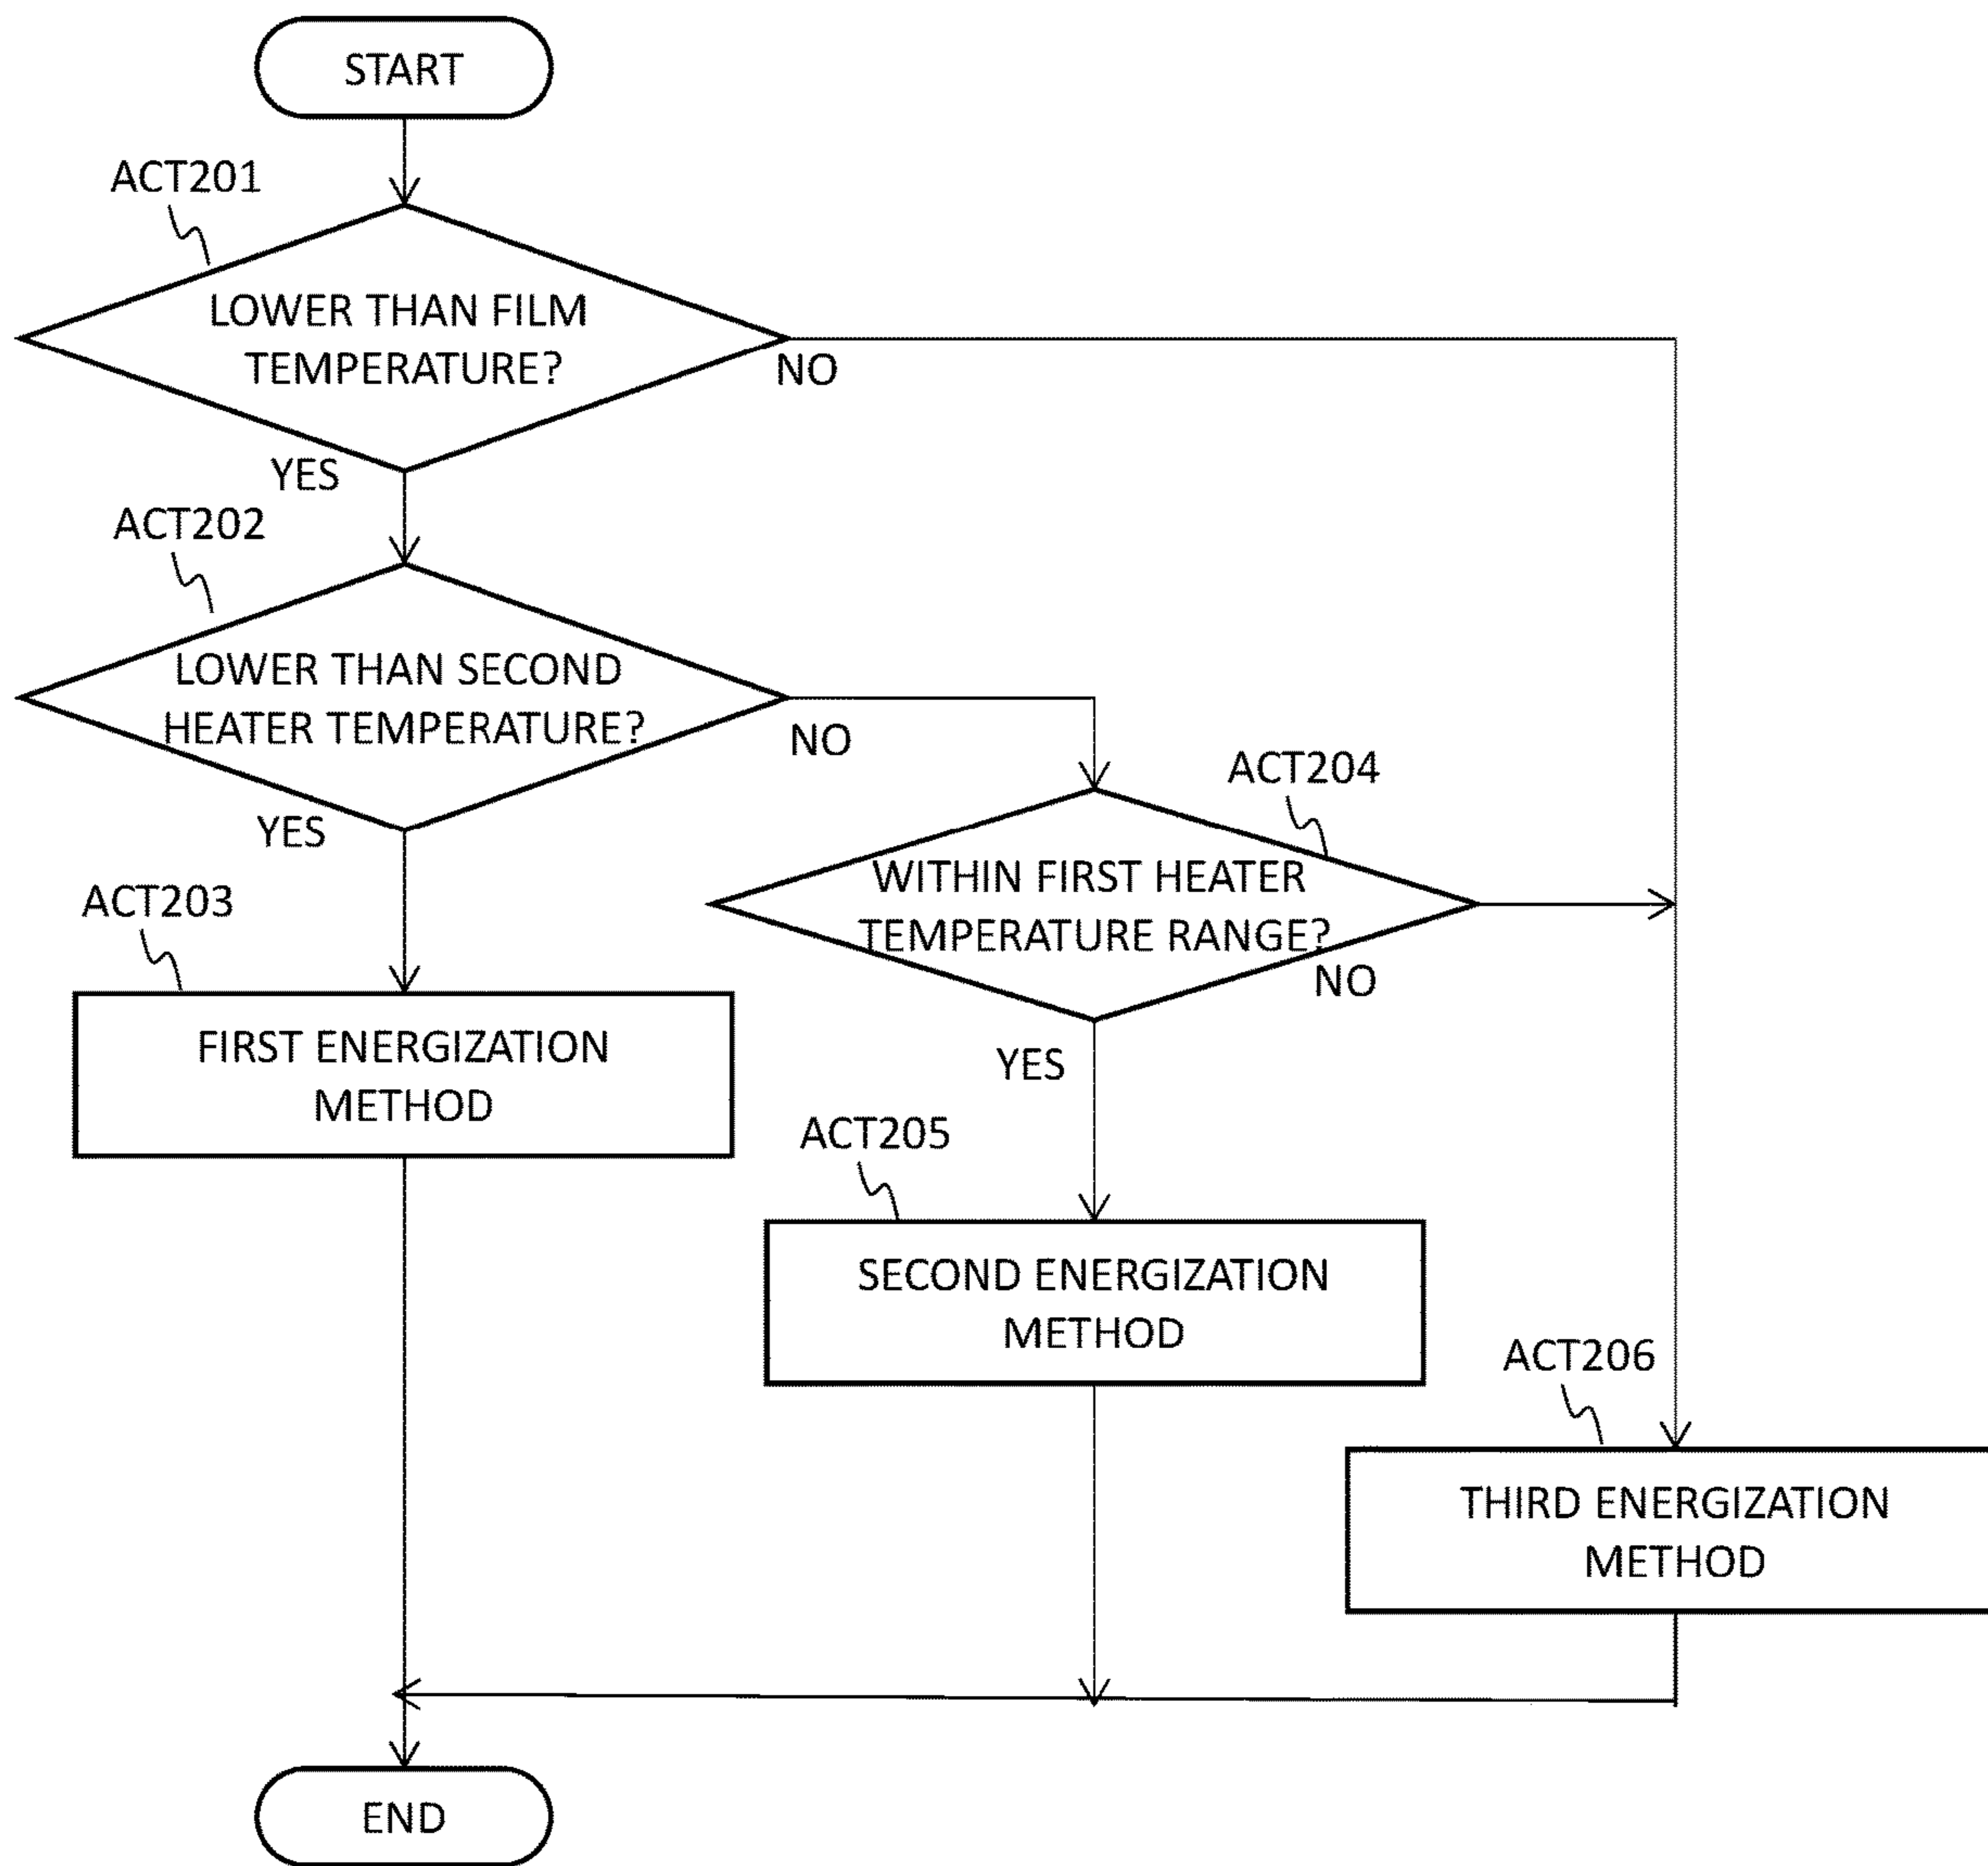 START
ACT201
LOWER THAN FILM
TEMPERATURE?
NO
YES
ACT202
LOWER THAN SECOND
HEATER TEMPERATURE?
NO
YES
ACT204
WITHIN FIRST HEATER
TEMPERATURE RANGE?
NO
YES
ACT203
FIRST ENERGIZATION
METHOD
ACT205
SECOND ENERGIZATION
METHOD
ACT206
THIRD ENERGIZATION
METHOD
END